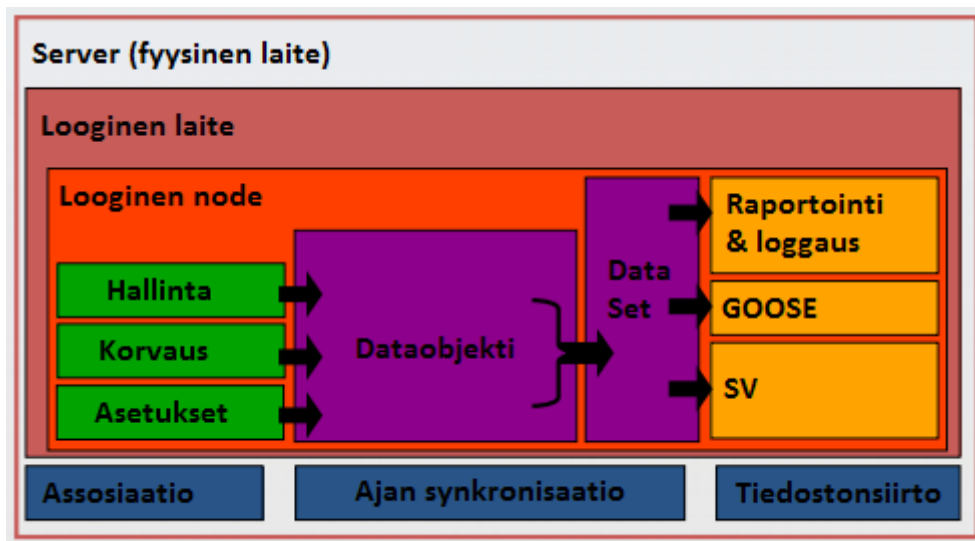 Server (fyysinen laite)
Looginen laite
Looginen node
Hallinta
Korvaus
Asetukset
Dataobjekti
Data
Set
Raportointi
& loggaus
GOOSE
SV
Assosiaatio
Ajan synkronisaatio
Tiedostonsiirto